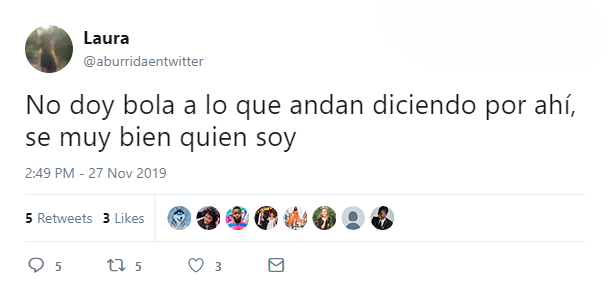 Laura
@aburridaentwitter
No doy bola a lo que andan diciendo por ahí,
se muy bien quien soy
2:49 PM - 27 Nov 2019
5 Retweets 3 Likes
5 5 3